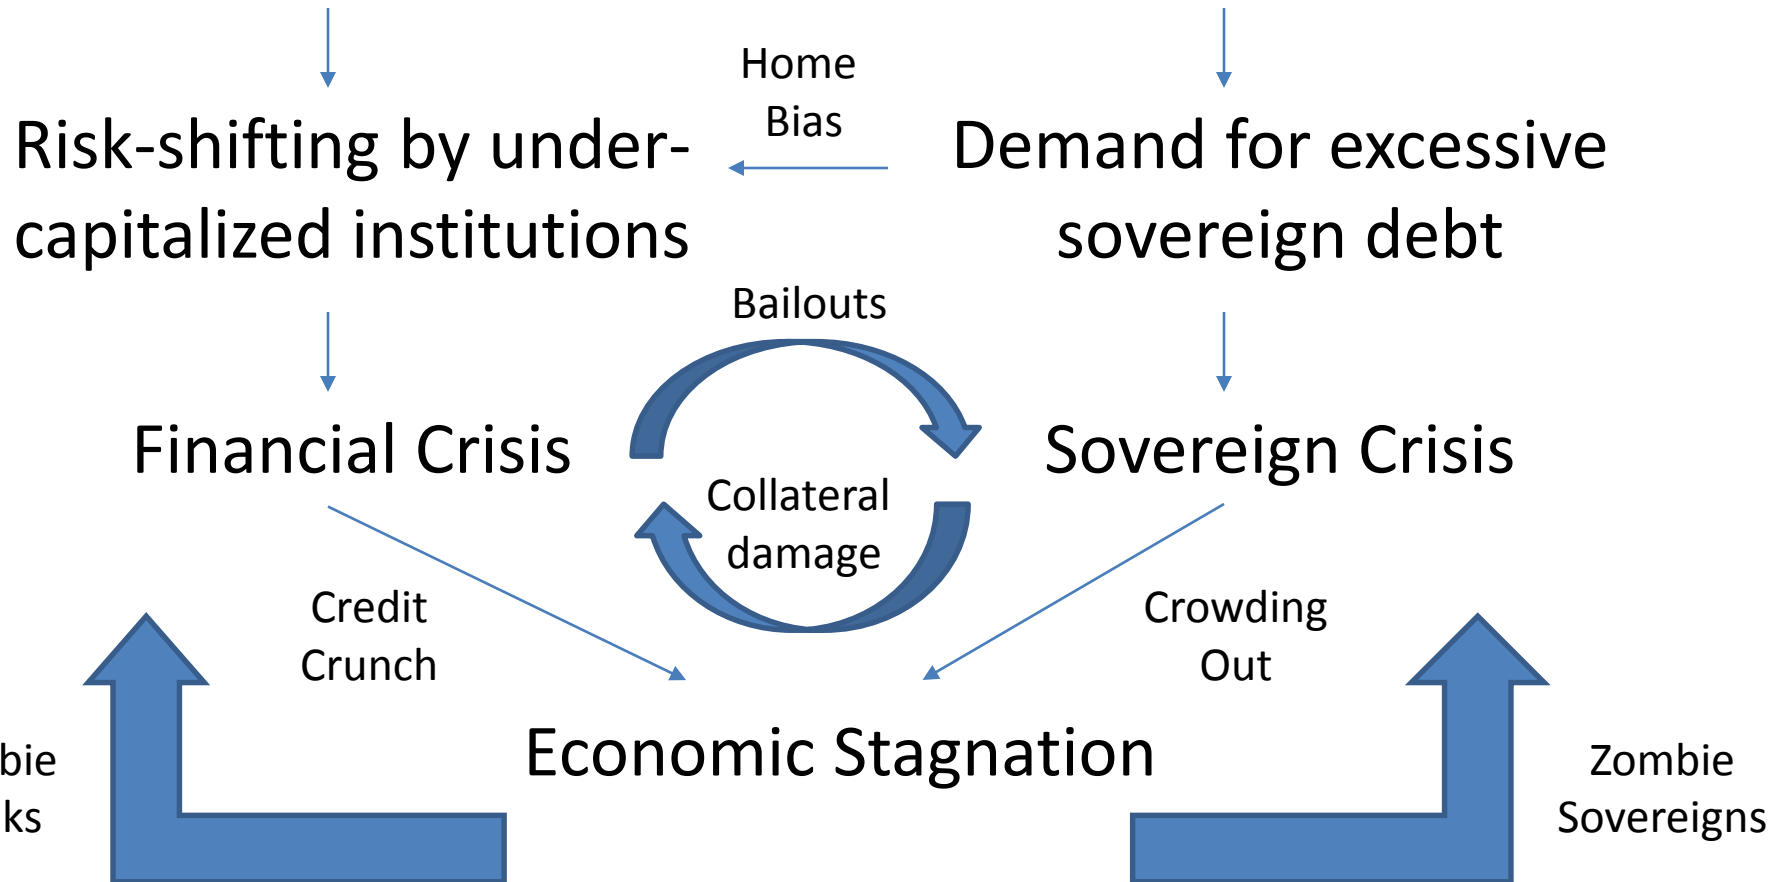 Home
Bias
Risk-shifting by under-
capitalized institutions
Demand for excessive
sovereign debt
Bailouts
Financial Crisis
Sovereign Crisis
Collateral
damage
Credit
Crunch
Crowding
Out
Economic Stagnation
bie
ks
Zombie
Sovereigns